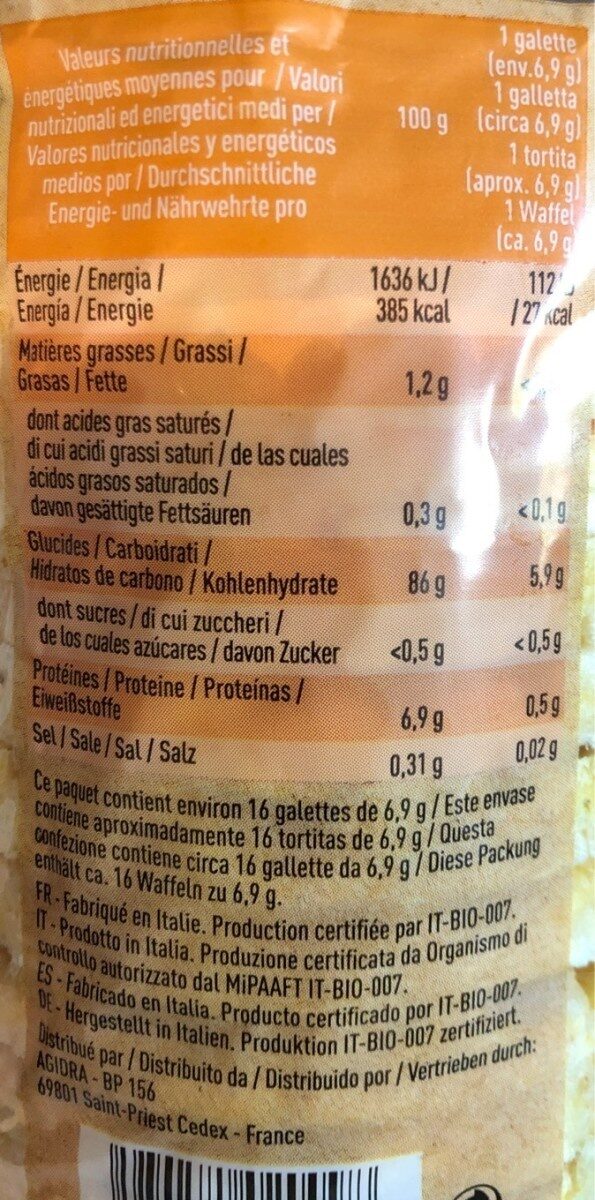 Valeurs nutritionnelles et
énergétiques moyennes pour / Valori
nutrizionali ed energetici medi per /
Valores nutricionales y energéticos
medios por / Durchschnittliche
Energie- und Nährwehrte pro
100 g
1 galette
(env.6,9 g)
1 galletta
(circa 6,9 g)
1 tortita
(aprox. 6,9 g)
1 Waffel
(ca. 6,9 g
Énergie / Energia /
Energía / Energie
1636 kJ /
385 kcal
112
/ 27 kcal
Matières grasses / Grassi /
Grasas / Fette
1,2 g
dont acides gras saturés /
di cui acidi grassi saturi / de las cuales
ácidos grasos saturados /
davon gesättigte Fettsäuren
0,3 g
<0,1 g
Glucides / Carboidrati /
Hidratos de carbono / Kohlenhydrate
86 g
5,9 g
dont sucres / di cui zuccheri /
de los cuales azúcares / davon Zucker
<0,5 g
<0,5 g
Protéines / Proteine / Proteínas /
Eiweißstoffe
6,9 g
0,5 g
Sel / Sale / Sal / Salz
0,31 g
0,02 g
Ce paquet contient environ 16 galettes de 6,9 g / Este envase
contiene aproximadamente 16 tortitas de 6,9 g / Questa
confezione contiene circa 16 gallette da 6,9 g / Diese Packung
enthält ca. 16 Waffeln zu 6,9 g.
FR - Fabriqué en Italie. Production certifiée par IT-BIO-007.
IT - Prodotto in Italia. Produzione certificata da Organismo di
controllo autorizzato dal MiPAAFT IT-BIO-007.
ES - Fabricado en Italia. Producto certificado por IT-BIO-007.
DE - Hergestellt in Italien. Produktion IT-BIO-007 zertifiziert.
Distribué par / Distribuito da / Distribuido por / Vertrieben durch:
AGIDRA - BP 156
69801 Saint-Priest Cedex - France